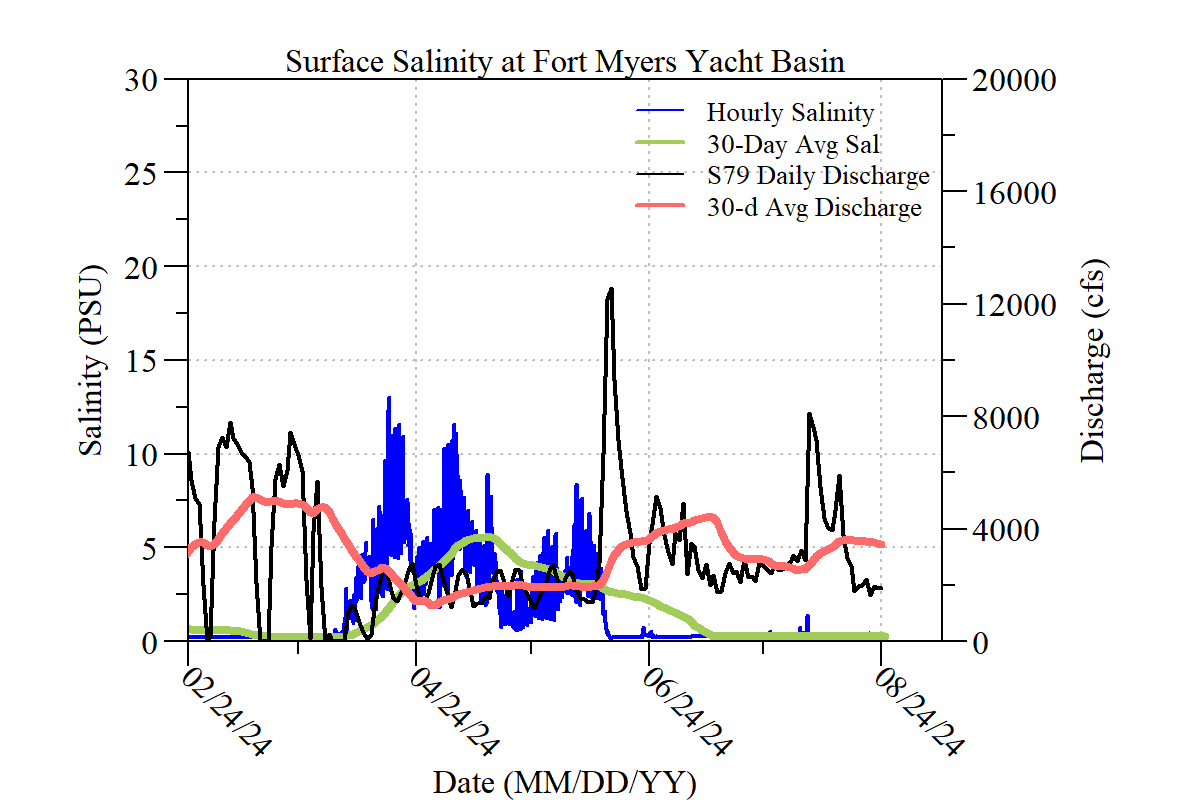 Surface Salinity at Fort Myers Yacht Basin
30
25
20
15
10
5
0
Salinity (PSU)
Hourly Salinity
30-Day Avg Sal
S79 Daily Discharge
30-d Avg Discharge
20000
16000
12000
8000
4000
0
Discharge (cfs)
02/24/24
04/24/24
06/24/24
08/24/24
Date (MM/DD/YY)